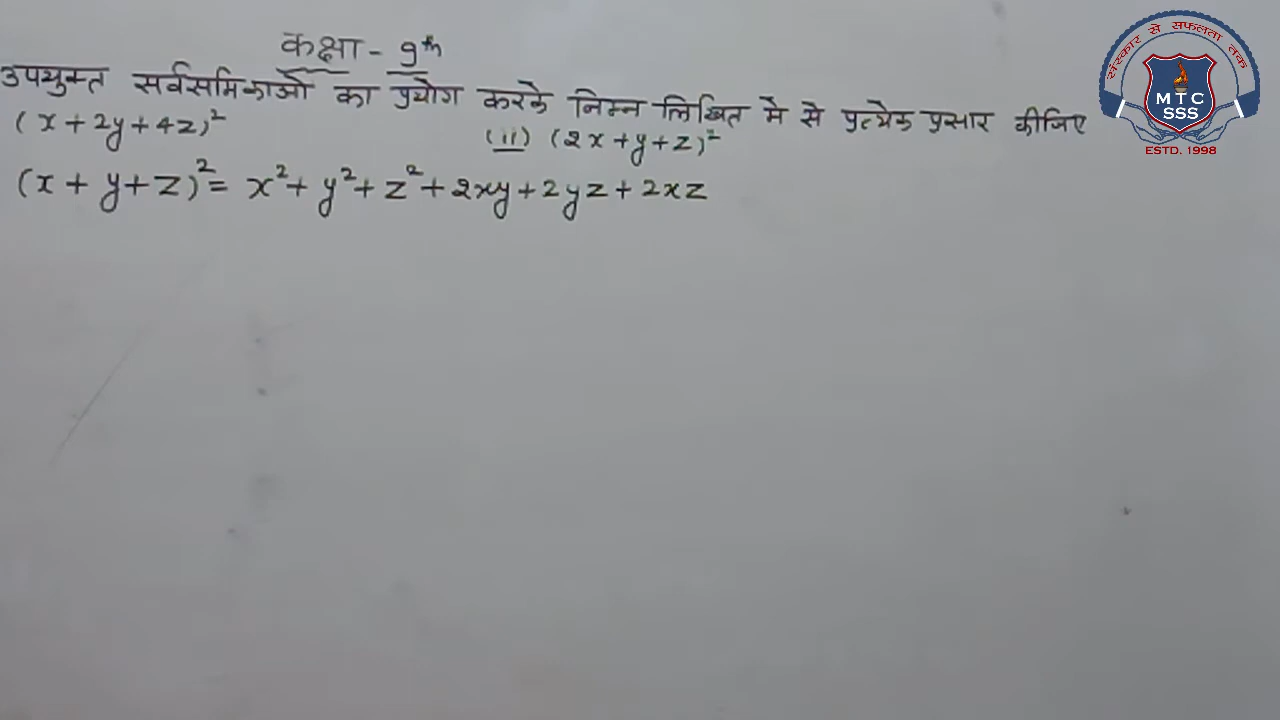 कक्षा - 9th
उपयुक्त सर्वसमिकाओ का प्रयोग करके निम्न लिखित मे से प्रत्येक प्रसार कीजिए
(x+2y+4z)² (ii) (2x+y+z)²
(x+y+z)² = x²+y²+z²+2xy+2yz+2xz
संस्कार से सफलता तक
MTC
SSS
ESTD. 1998